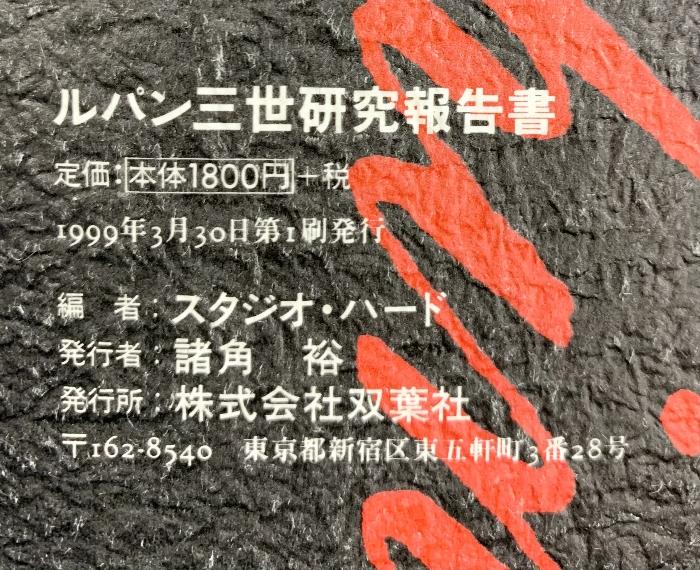 ルパン三世研究報告書
定価:本体1800円+税
1999年3月30日第1刷発行
編 者:スタジオ・ハード
発行者:諸角 裕
発行所:株式会社双葉社
〒162-8540 東京都新宿区東五軒町3番28号